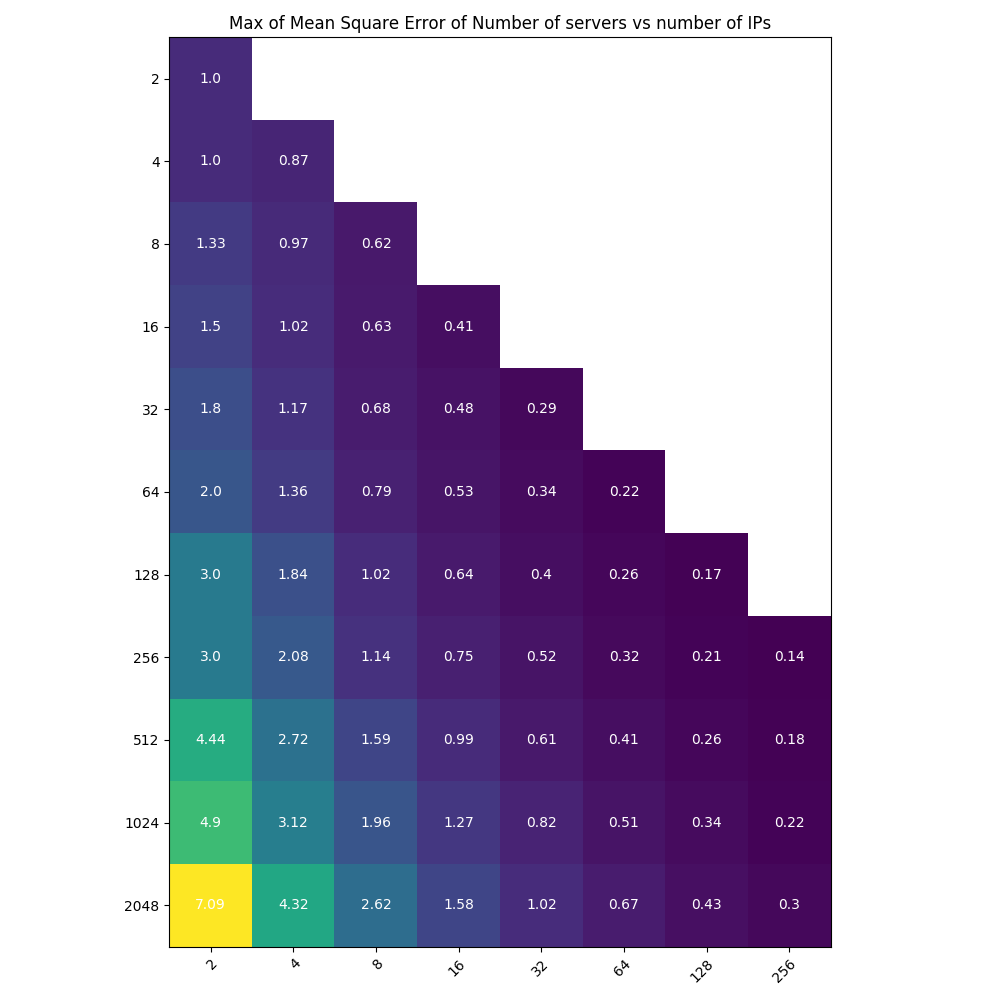 Max of Mean Square Error of Number of servers vs number of IPs
2 1.0
4 1.0 0.87
8 1.33 0.97 0.62
16 1.5 1.02 0.63 0.41
32 1.8 1.17 0.68 0.48 0.29
64 2.0 1.36 0.79 0.53 0.34 0.22
128 3.0 1.84 1.02 0.64 0.4 0.26 0.17
256 3.0 2.08 1.14 0.75 0.52 0.32 0.21 0.14
512 4.44 2.72 1.59 0.99 0.61 0.41 0.26 0.18
1024 4.9 3.12 1.96 1.27 0.82 0.51 0.34 0.22
2048 7.09 4.32 2.62 1.58 1.02 0.67 0.43 0.3
2 4 8 16 32 64 128 256